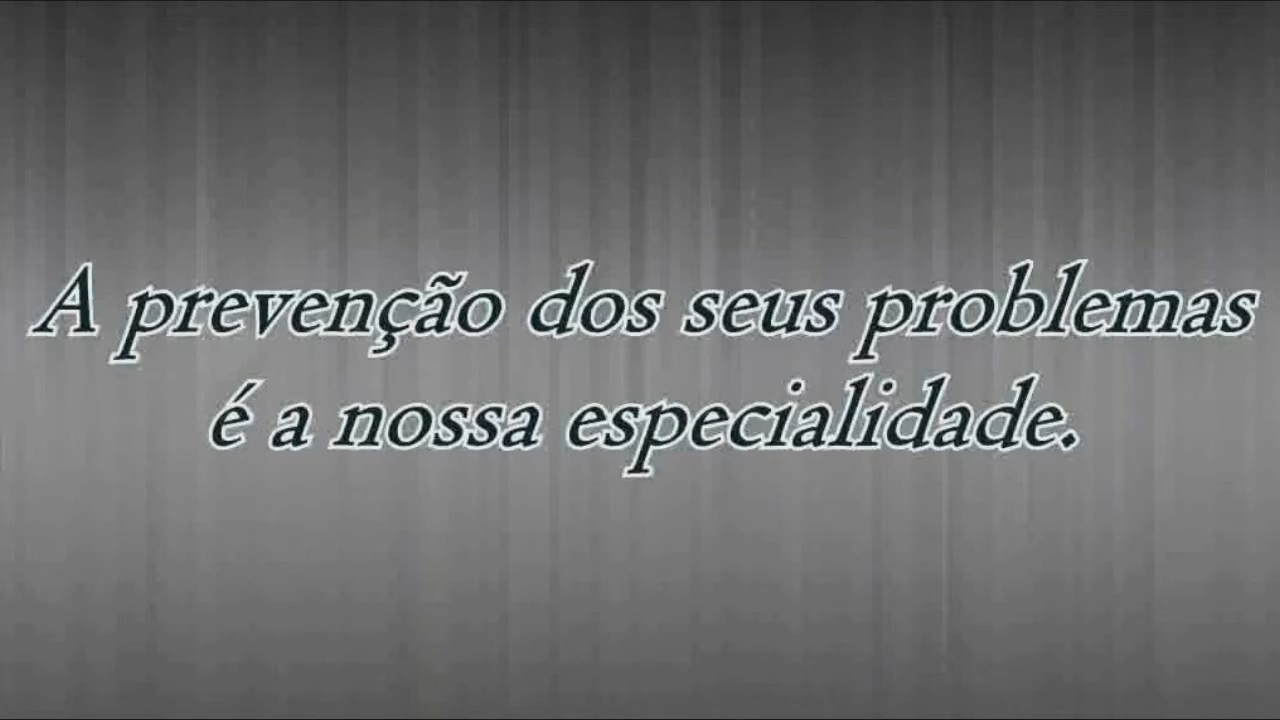 A prevenção dos seus problemas
é a nossa especialidade.